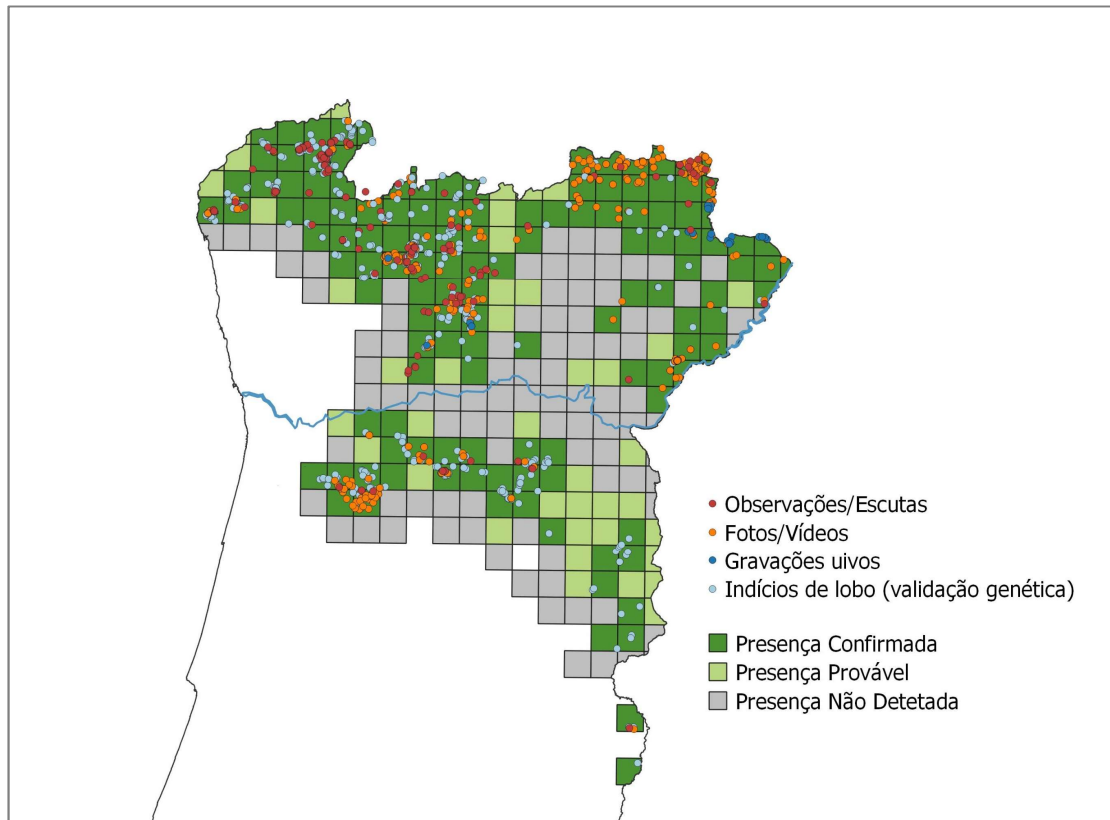 Observações/Escutas
Fotos/Vídeos
Gravações uivos
Indícios de lobo (validação genética)
Presença Confirmada
Presença Provável
Presença Não Detetada